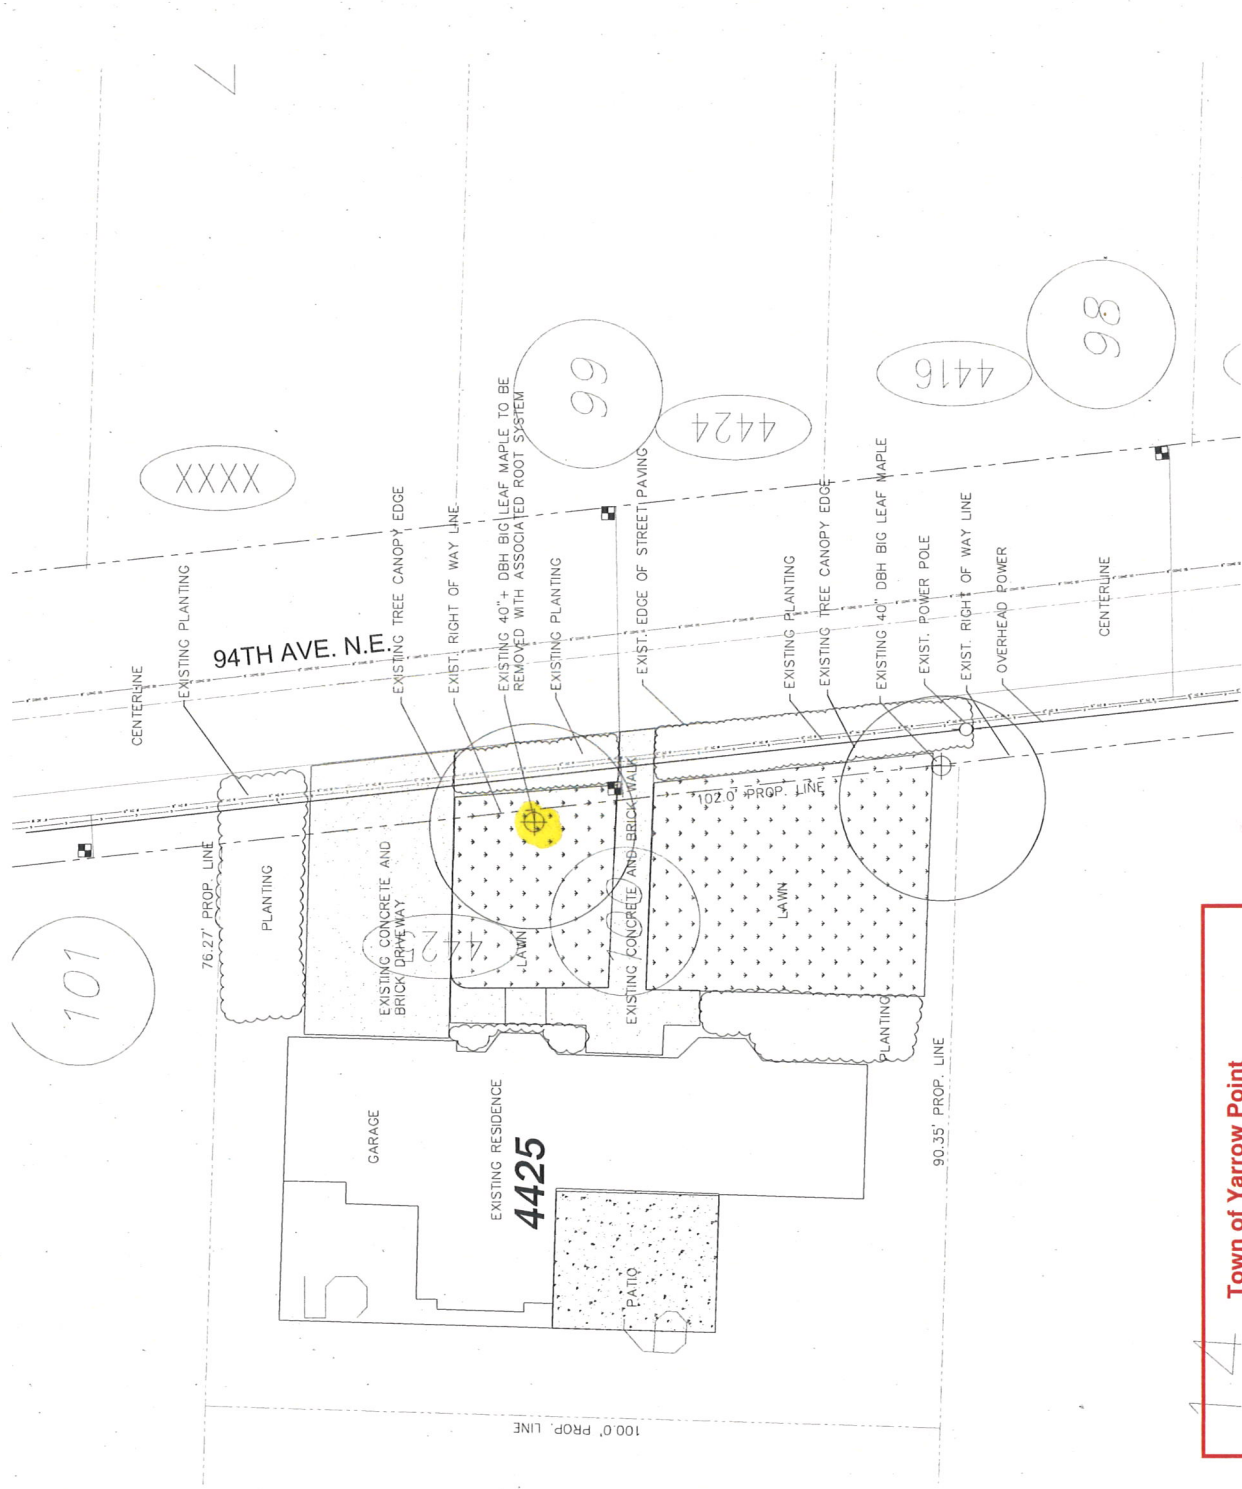 7
98
4416
99
4424
XXXX
EXISTING PLANTING
CENTERLINE
94TH AVE. N.E.
EXISTING TREE CANOPY EDGE
EXIST. RIGHT OF WAY LINE
EXISTING 40"+ DBH BIG LEAF MAPLE TO BE
REMOVED WITH ASSOCIATED ROOT SYSTEM
EXISTING PLANTING
EXIST. EDGE OF STREET PAVING
EXISTING PLANTING
EXISTING TREE CANOPY EDGE
EXISTING 40" DBH BIG LEAF MAPLE
EXIST. POWER POLE
EXIST. RIGHT OF WAY LINE
OVERHEAD POWER
CENTERLINE
101
76.27' PROP. LINE
PLANTING
EXISTING CONCRETE AND
BRICK DRIVEWAY
4425
LAWN
100
EXISTING CONCRETE AND BRICK WALK
102.0' PROP. LINE
LAWN
PLANTING
90.35' PROP. LINE
GARAGE
EXISTING RESIDENCE
4425
PATIO
100.0' PROP. LINE
14
Town of Yarrow Point